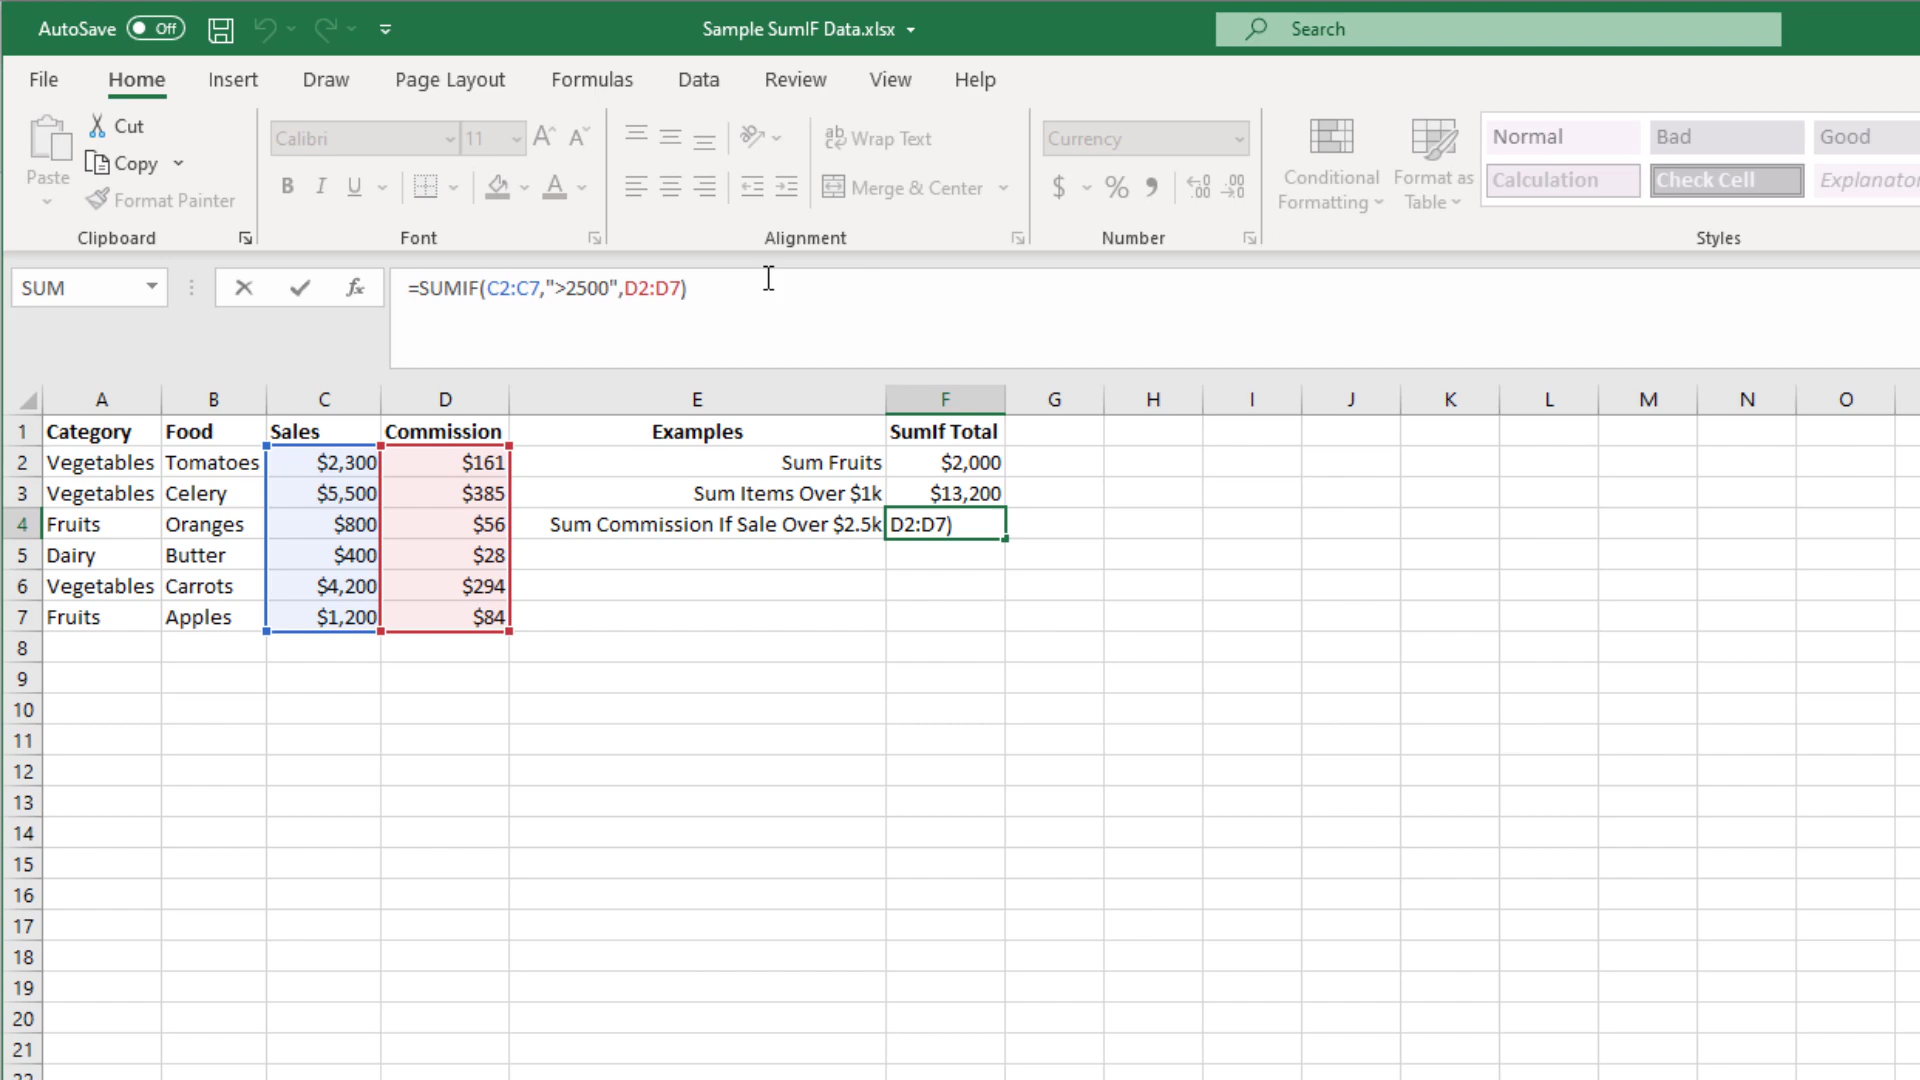 AutoSave Off Sample SumIF Data.xlsx Search
File Home Insert Draw Page Layout Formulas Data Review View Help
Paste Cut Copy Format Painter
Calibri 11 A A
B I U A
ab Wrap Text
Merge & Center
Currency
$ % 9 .00 .00
Conditional Formatting
Format as Table
Normal Bad Good
Calculation Check Cell
Clipboard Font Alignment Number Styles
SUM fx =SUMIF(C2:C7,">2500",D2:D7)
A B C D E F G H I J K L M N O
1 Category Food Sales Commission Examples SumIf Total
2 Vegetables Tomatoes $2,300 $161 Sum Fruits $2,000
3 Vegetables Celery $5,500 $385 Sum Items Over $1k $13,200
4 Fruits Oranges $800 $56 Sum Commission If Sale Over $2.5k D2:D7)
5 Dairy Butter $400 $28
6 Vegetables Carrots $4,200 $294
7 Fruits Apples $1,200 $84
8
9
10
11
12
13
14
15
16
17
18
19
20
21